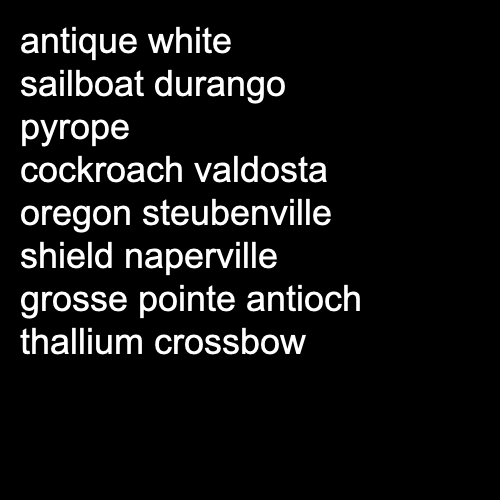 antique white
sailboat durango
pyrope
cockroach valdosta
oregon steubenville
shield naperville
grosse pointe antioch
thallium crossbow